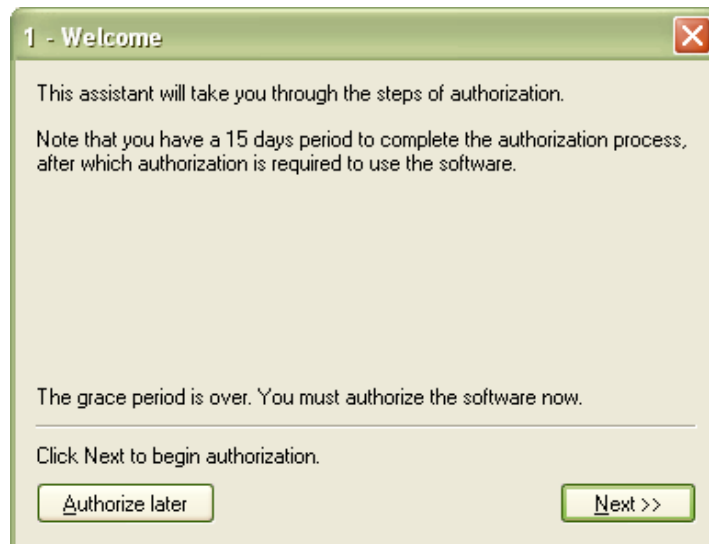 1 - Welcome
This assistant will take you through the steps of authorization.
Note that you have a 15 days period to complete the authorization process,
after which authorization is required to use the software.
The grace period is over. You must authorize the software now.
Click Next to begin authorization.
Authorize later
Next >>